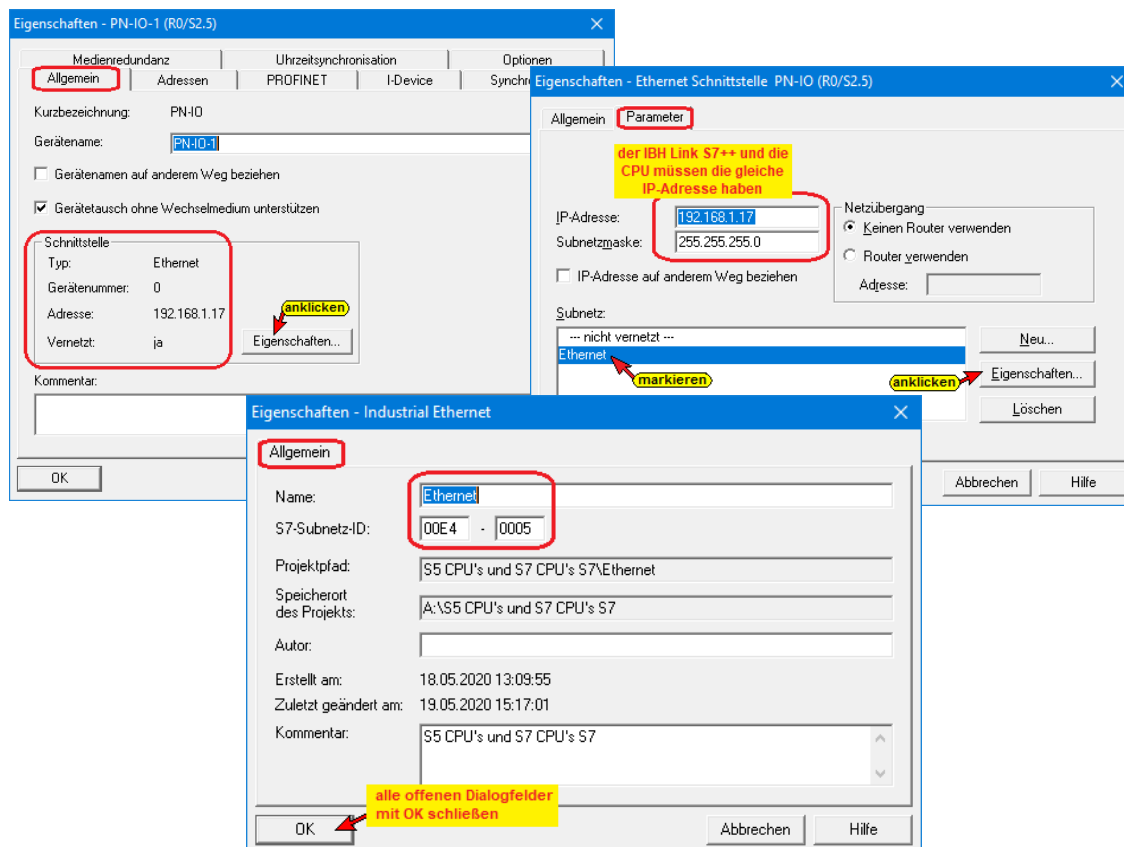 Eigenschaften - PN-IO-1 (R0/S2.5)
Medienredundanz
Uhrzeitsynchronisation
Optionen
Allgemein
Adressen
PROFINET
I-Device
Synchr
Kurzbezeichnung: PN-IO
Gerätename: PN-IO-1
Gerätenamen auf anderem Weg beziehen
Gerätetausch ohne Wechselmedium unterstützen
Schnittstelle
Typ: Ethernet
Gerätenummer: 0
Adresse: 192.168.1.17
Vernetzt: ja
anklicken
Eigenschaften...
Kommentar:
OK
Eigenschaften - Ethernet Schnittstelle PN-IO (R0/S2.5)
Allgemein
Parameter
der IBH Link S7++ und die
CPU müssen die gleiche
IP-Adresse haben
IP-Adresse: 192.168.1.17
Subnetzmaske: 255.255.255.0
IP-Adresse auf anderem Weg beziehen
Netzübergang
Keinen Router verwenden
Router verwenden
Adresse:
Subnetz:
--- nicht vernetzt ---
Ethernet
markieren
anklicken
Neu...
Eigenschaften...
Löschen
Abbrechen
Hilfe
Eigenschaften - Industrial Ethernet
Allgemein
Name: Ethernet
S7-Subnetz-ID: 00E4 - 0005
Projektpfad: S5 CPU's und S7 CPU's S7\Ethernet
Speicherort
des Projekts: A:\S5 CPU's und S7 CPU's S7
Autor:
Erstellt am: 18.05.2020 13:09:55
Zuletzt geändert am: 19.05.2020 15:17:01
Kommentar: S5 CPU's und S7 CPU's S7
alle offenen Dialogfelder
mit OK schließen
OK
Abbrechen
Hilfe